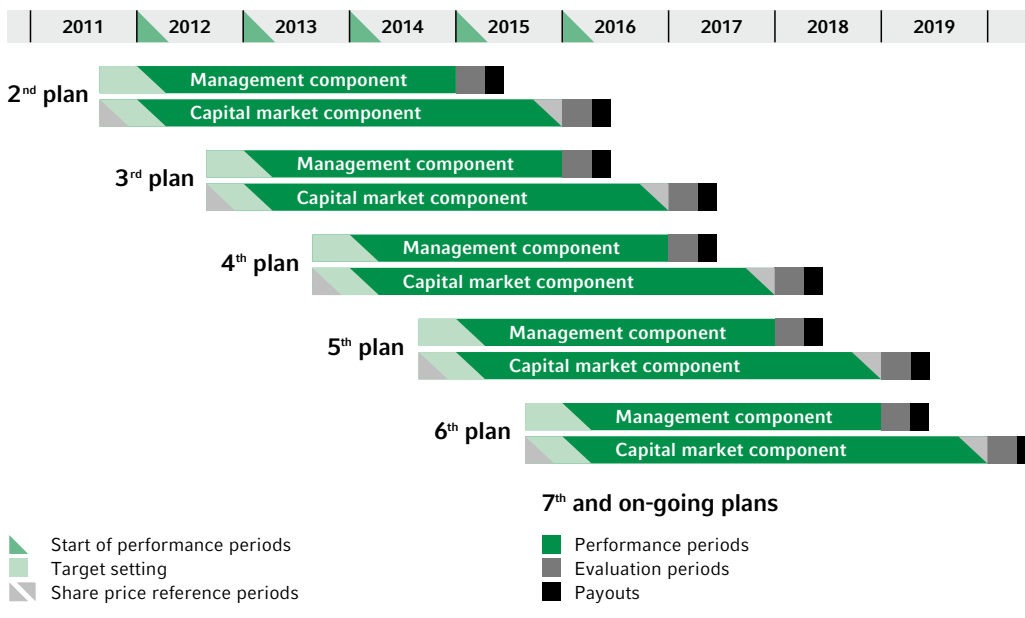 2011 2012 2013 2014 2015 2016 2017 2018 2019
2nd plan
Management component
Capital market component
3rd plan
Management component
Capital market component
4th plan
Management component
Capital market component
5th plan
Management component
Capital market component
6th plan
Management component
Capital market component
7th and on-going plans
Start of performance periods
Target setting
Share price reference periods
Performance periods
Evaluation periods
Payouts